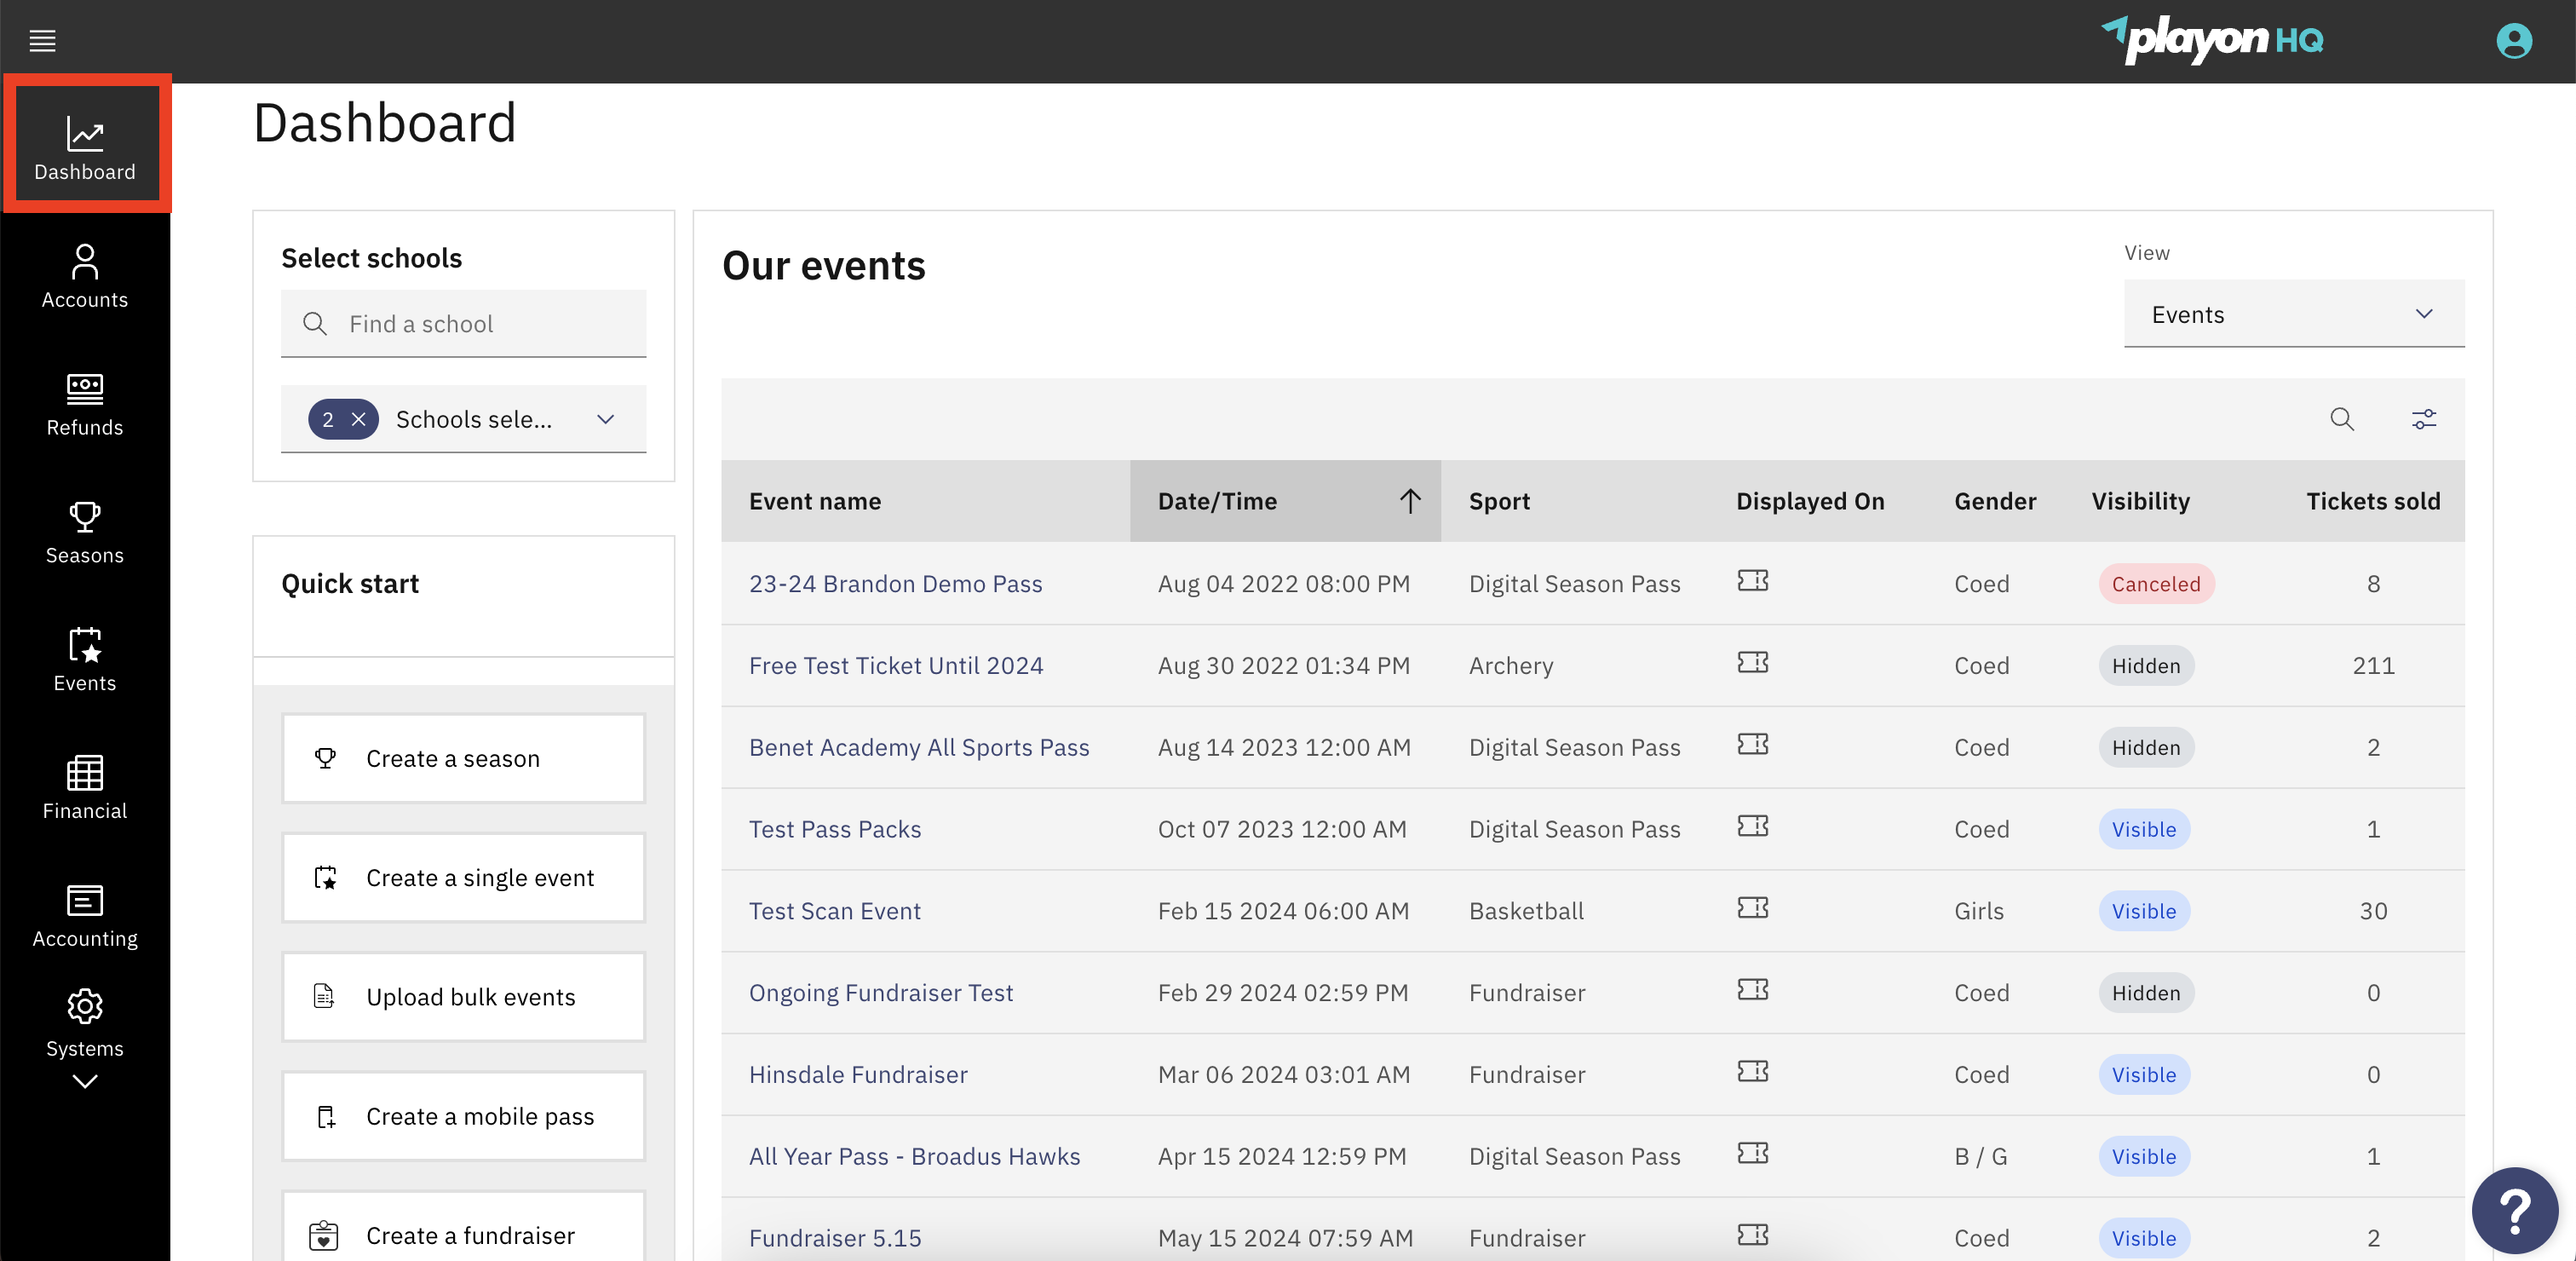 playon HQ
Dashboard
Accounts
Refunds
Seasons
Events
Financial
Accounting
Systems
Dashboard
Select schools
Find a school
2 Schools sele...
Quick start
Create a season
Create a single event
Upload bulk events
Create a mobile pass
Create a fundraiser
Our events
View
Events
Event name Date/Time Sport Displayed On Gender Visibility Tickets sold
23-24 Brandon Demo Pass Aug 04 2022 08:00 PM Digital Season Pass Coed Canceled 8
Free Test Ticket Until 2024 Aug 30 2022 01:34 PM Archery Coed Hidden 211
Benet Academy All Sports Pass Aug 14 2023 12:00 AM Digital Season Pass Coed Hidden 2
Test Pass Packs Oct 07 2023 12:00 AM Digital Season Pass Coed Visible 1
Test Scan Event Feb 15 2024 06:00 AM Basketball Girls Visible 30
Ongoing Fundraiser Test Feb 29 2024 02:59 PM Fundraiser Coed Hidden 0
Hinsdale Fundraiser Mar 06 2024 03:01 AM Fundraiser Coed Visible 0
All Year Pass - Broadus Hawks Apr 15 2024 12:59 PM Digital Season Pass B / G Visible 1
Fundraiser 5.15 May 15 2024 07:59 AM Fundraiser Coed Visible 2
?